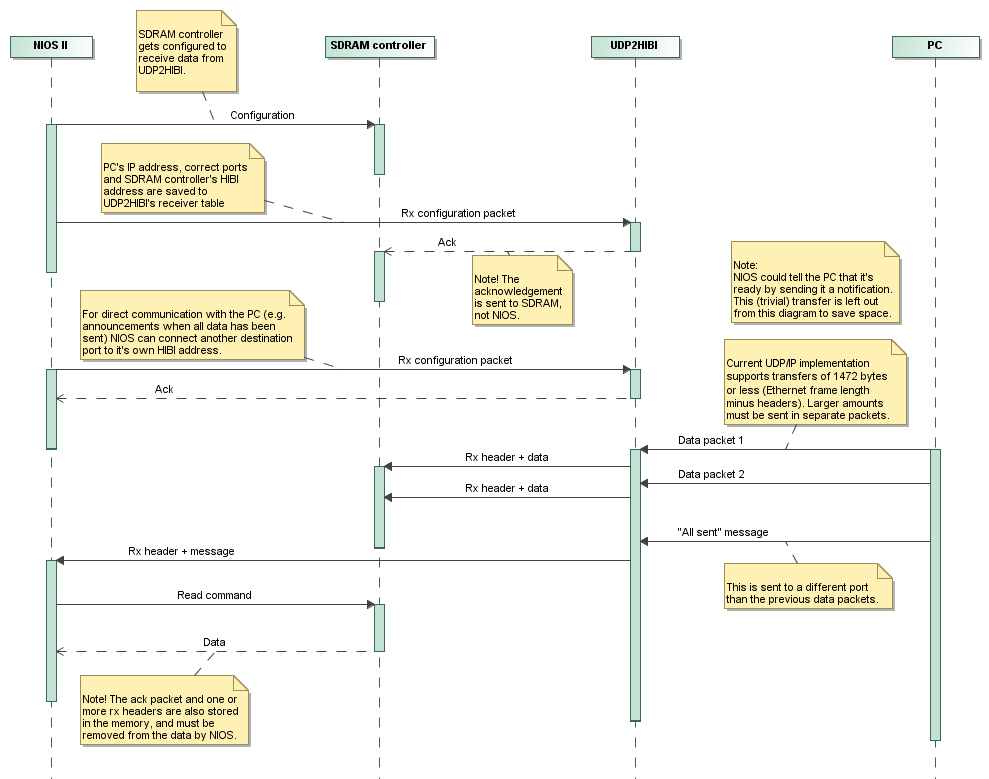 SDRAM controller
gets configured to
receive data from
UDP2HIBI.
NIOS II
SDRAM controller
UDP2HIBI
PC
Configuration
PC's IP address, correct ports
and SDRAM controller's HIBI
address are saved to
UDP2HIBI's receiver table
Rx configuration packet
Ack
Note! The
acknowledgement
is sent to SDRAM,
not NIOS.
Note:
NIOS could tell the PC that it's
ready by sending it a notification.
This (trivial) transfer is left out
from this diagram to save space.
For direct communication with the PC (e.g.
announcements when all data has been
sent) NIOS can connect another destination
port to it's own HIBI address.
Rx configuration packet
Ack
Current UDP/IP implementation
supports transfers of 1472 bytes
or less (Ethernet frame length
minus headers). Larger amounts
must be sent in separate packets.
Data packet 1
Rx header + data
Data packet 2
Rx header + data
"All sent" message
Rx header + message
This is sent to a different port
than the previous data packets.
Read command
Data
Note! The ack packet and one or
more rx headers are also stored
in the memory, and must be
removed from the data by NIOS.